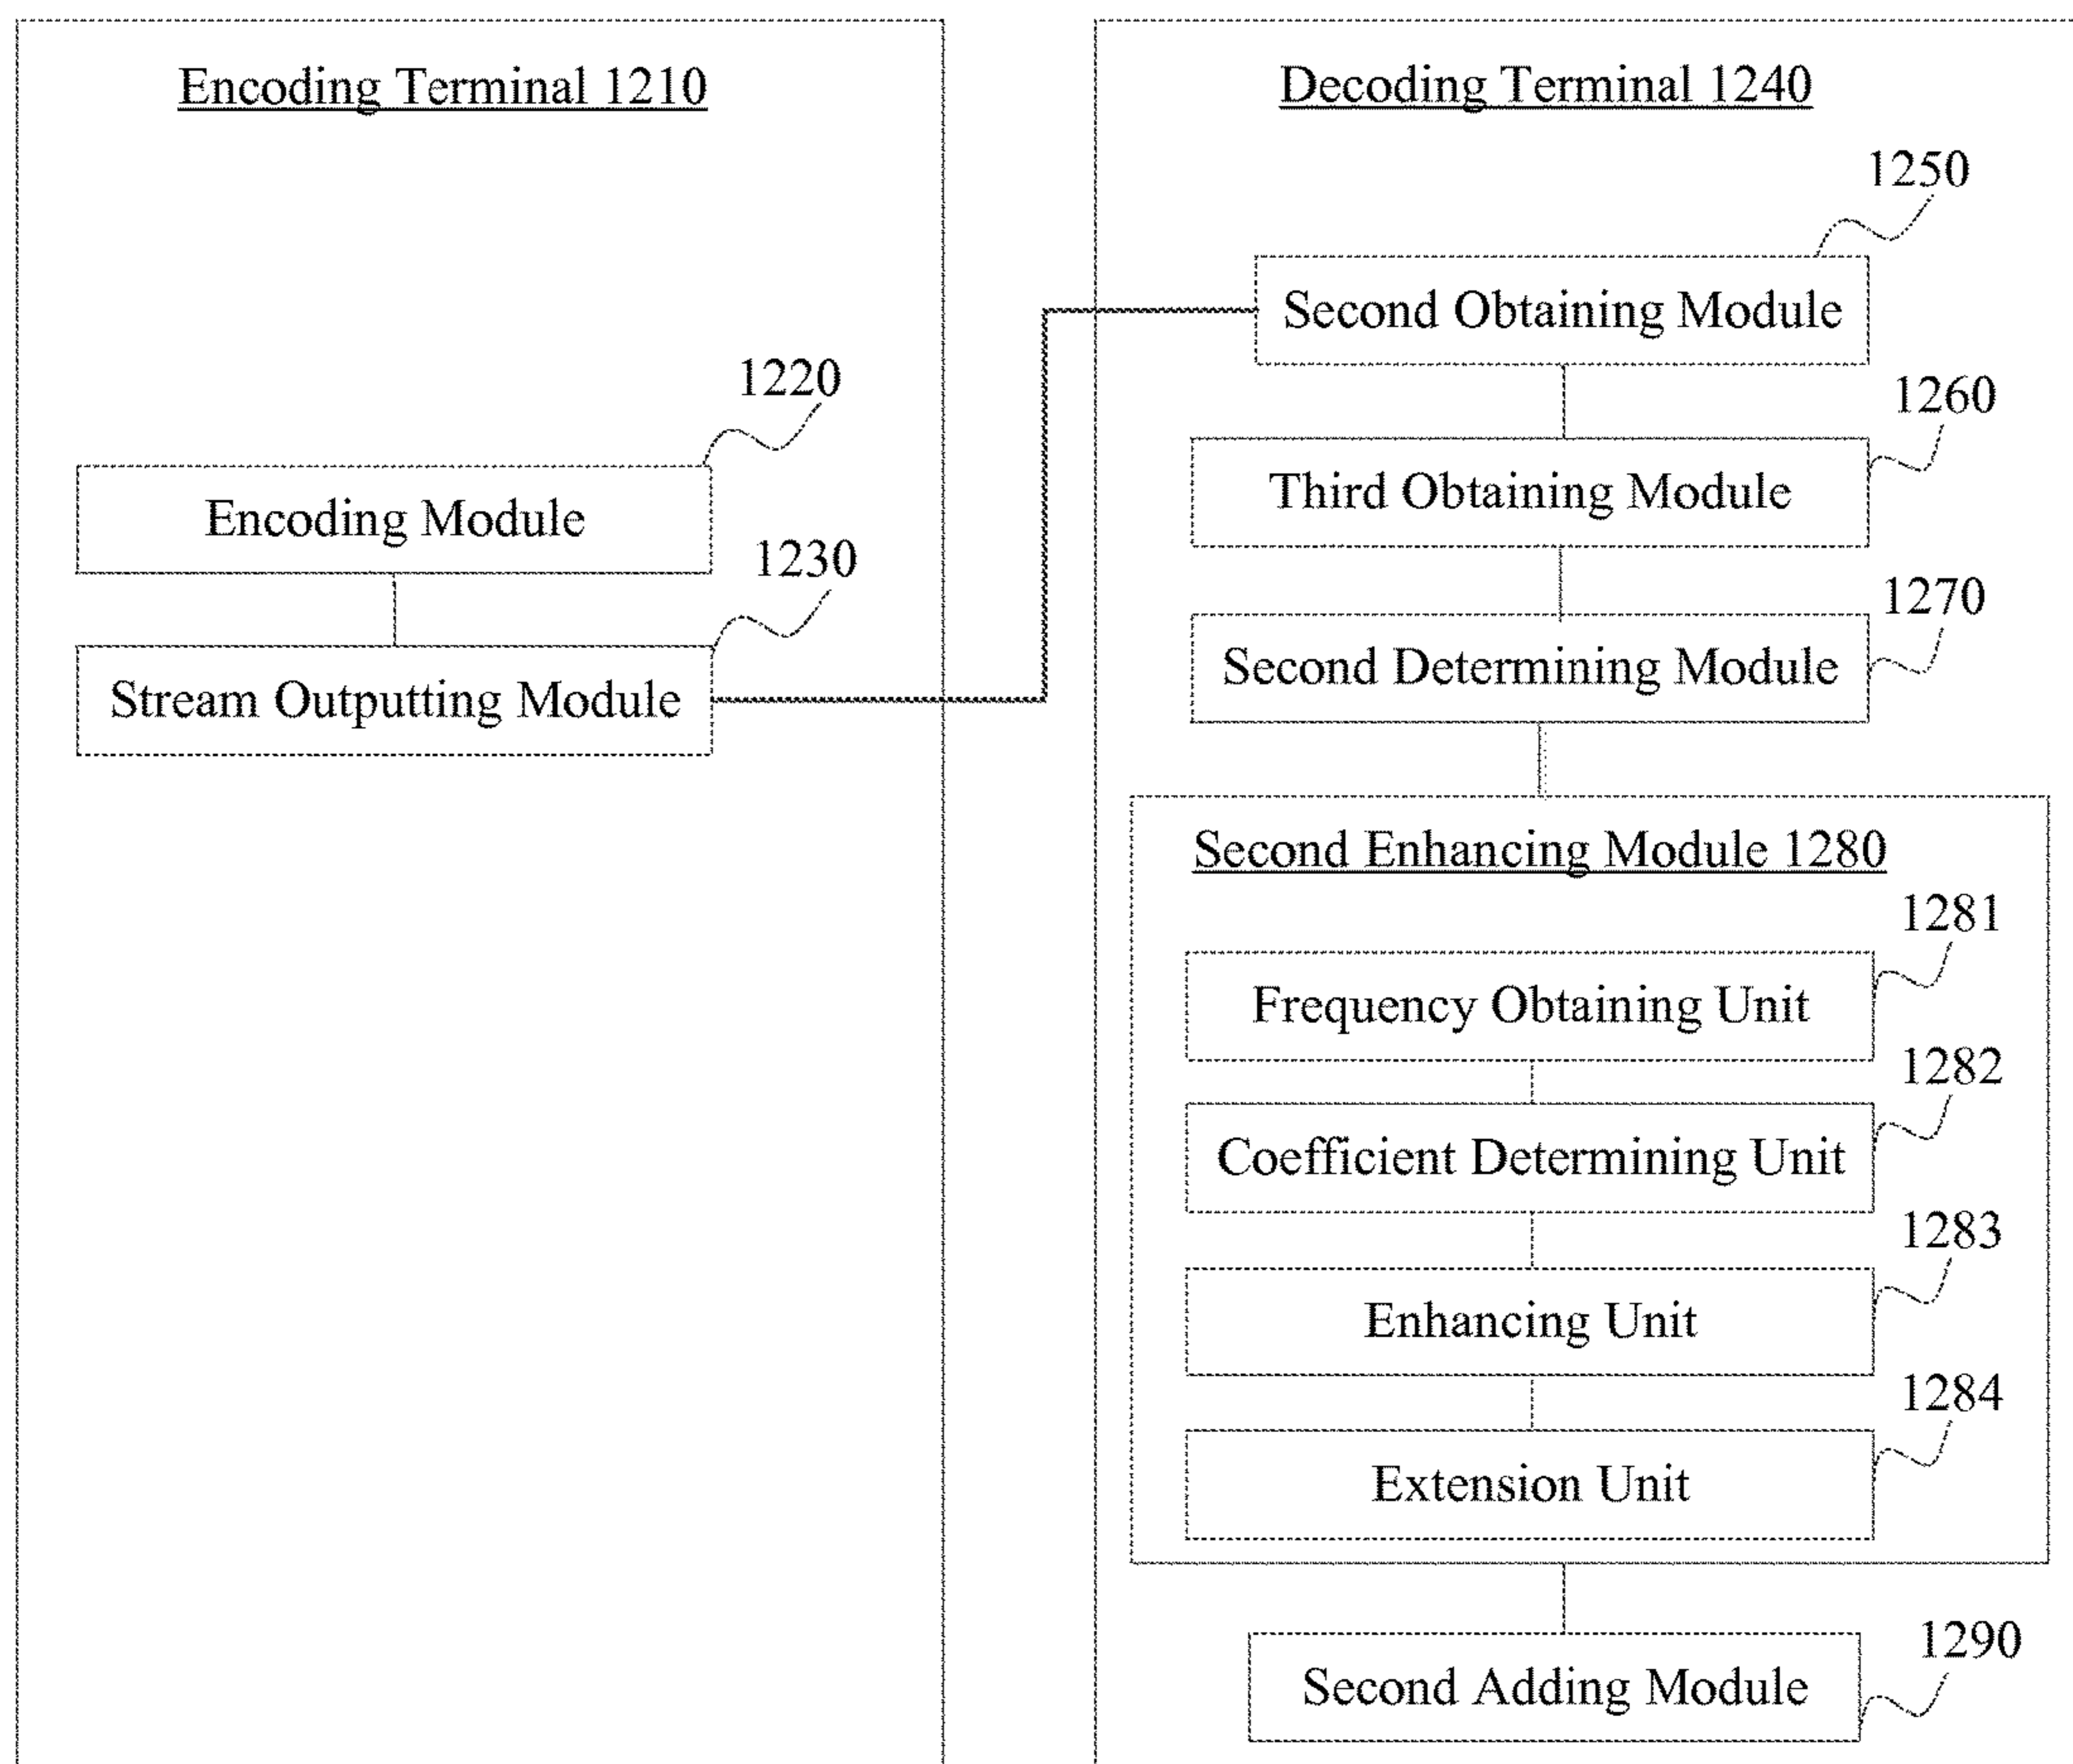 Encoding Terminal 1210
1220
Encoding Module
1230
Stream Outputting Module
Decoding Terminal 1240
1250
Second Obtaining Module
1260
Third Obtaining Module
1270
Second Determining Module
Second Enhancing Module 1280
1281
Frequency Obtaining Unit
1282
Coefficient Determining Unit
1283
Enhancing Unit
1284
Extension Unit
1290
Second Adding Module